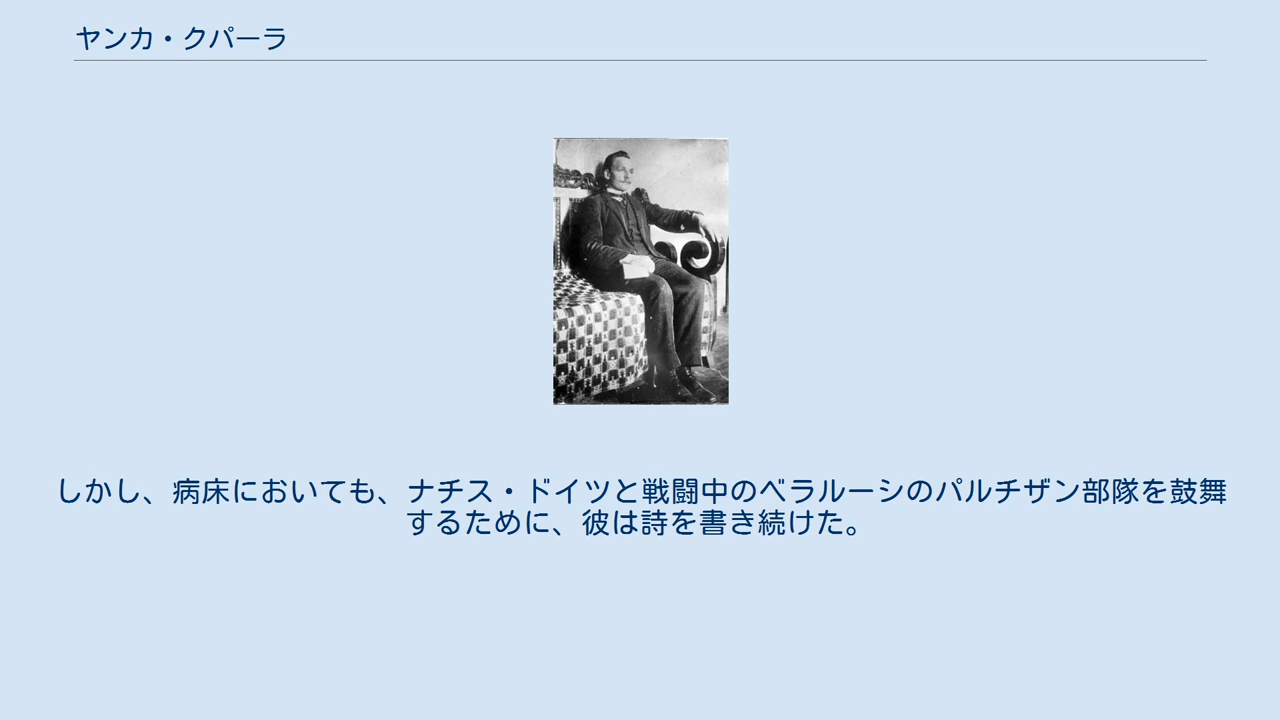 ヤンカ・クパーラ
しかし、病床においても、ナチス・ドイツと戦闘中のベラルーシのパルチザン部隊を鼓舞
するために、彼は詩を書き続けた。